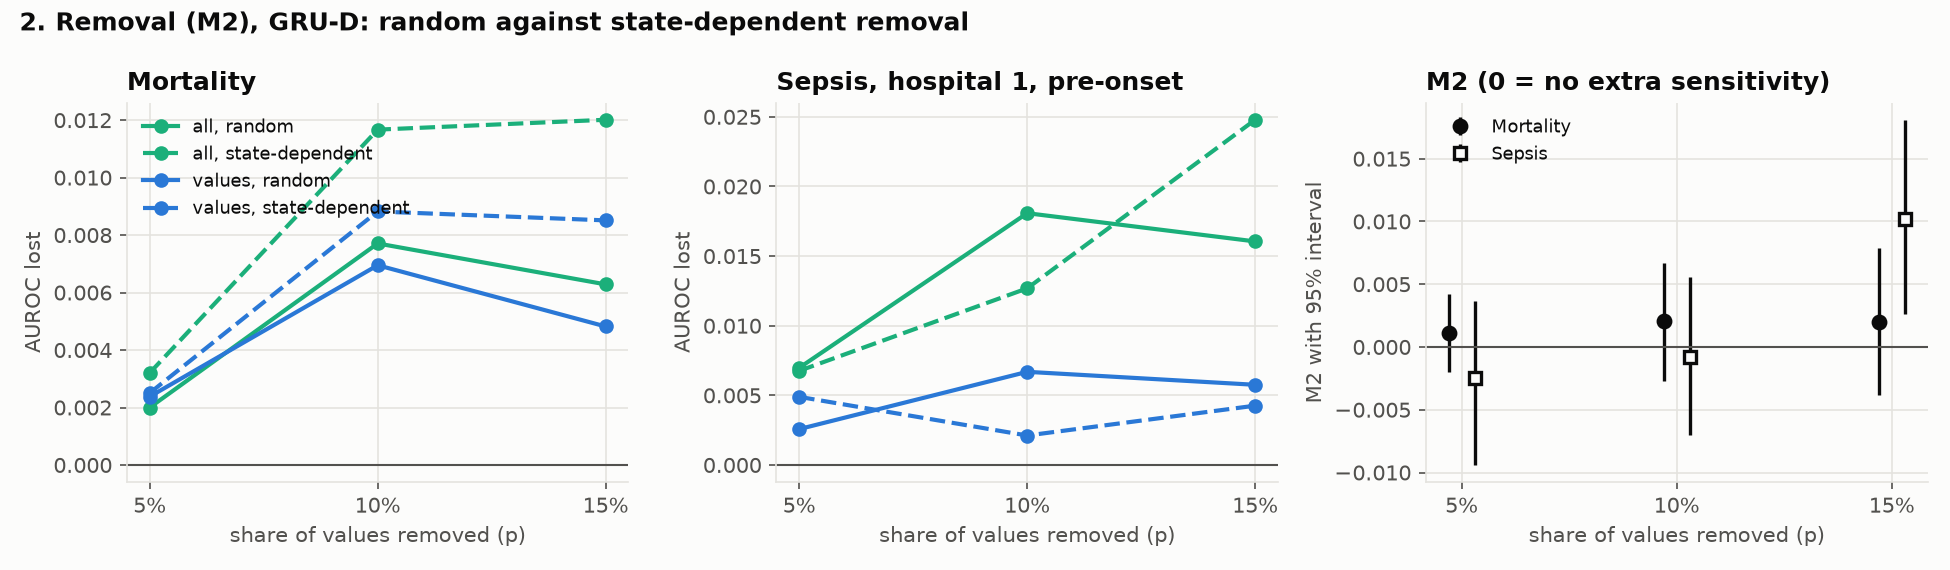 2. Removal (M2), GRU-D: random against state-dependent removal
Mortality
AUROC lost
0.012
0.010
0.008
0.006
0.004
0.002
0.000
all, random
all, state-dependent
values, random
values, state-dependent
5%
10%
15%
share of values removed (p)
Sepsis, hospital 1, pre-onset
AUROC lost
0.025
0.020
0.015
0.010
0.005
0.000
5%
10%
15%
share of values removed (p)
M2 (0 = no extra sensitivity)
M2 with 95% interval
0.015
0.010
0.005
0.000
−0.005
−0.010
Mortality
Sepsis
5%
10%
15%
share of values removed (p)